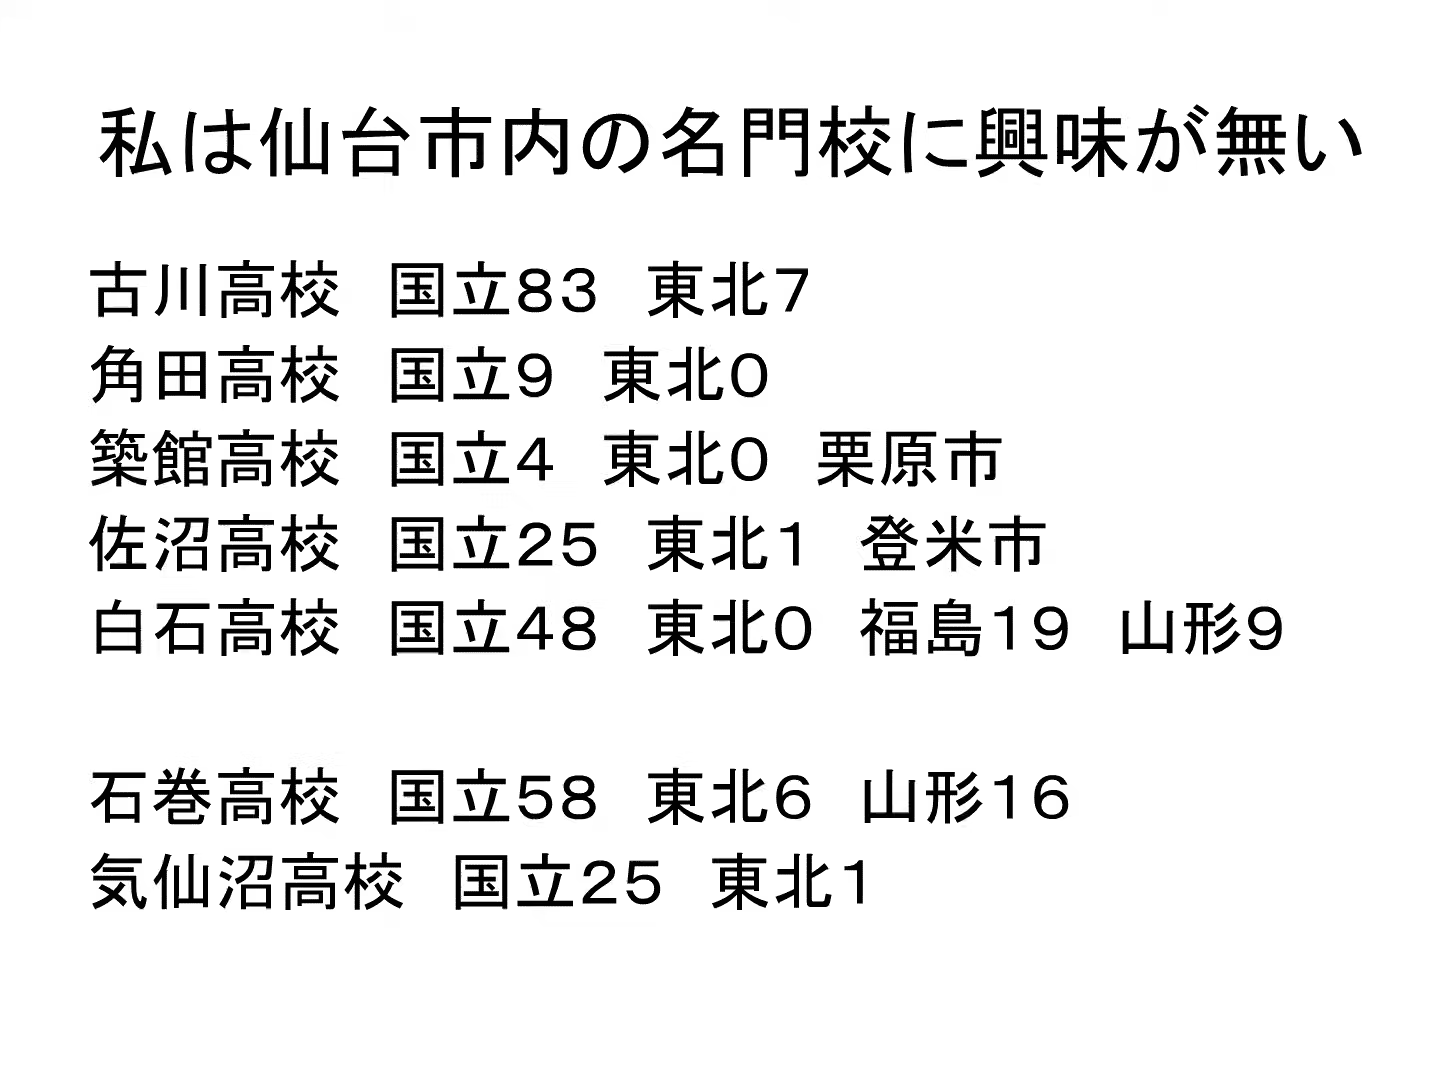 私は仙台市内の名門校に興味が無い
古川高校　国立８３　東北７
角田高校　国立９　東北０
築館高校　国立４　東北０　栗原市
佐沼高校　国立２５　東北１　登米市
白石高校　国立４８　東北０　福島１９　山形９
石巻高校　国立５８　東北６　山形１６
気仙沼高校　国立２５　東北１